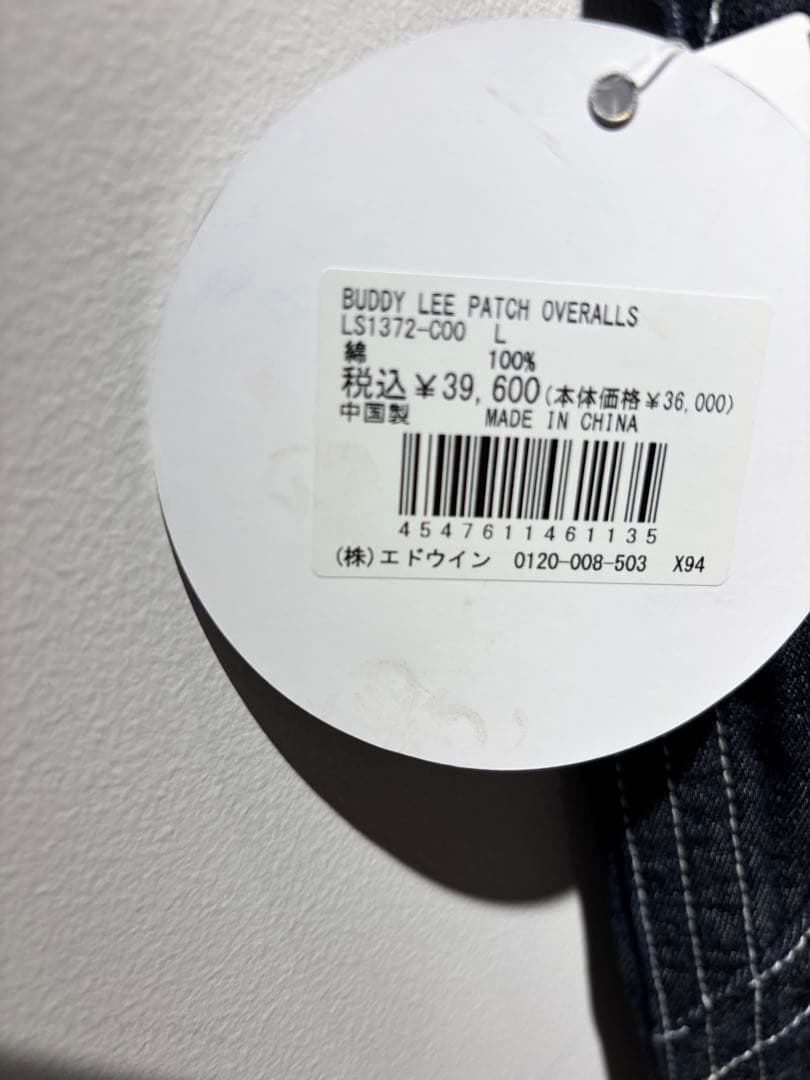 BUDDY LEE PATCH OVERALLS
LS1372-C00 L
綿 100%
税込￥39,600(本体価格￥36,000)
中国製 MADE IN CHINA
4547611461135
(株)エドウイン 0120-008-503 X94